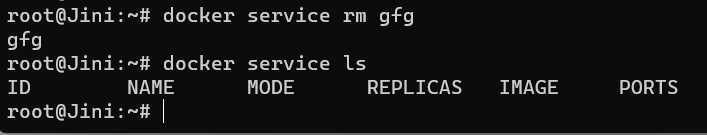 root@Jini:~# docker service rm gfg
gfg
root@Jini:~# docker service ls
ID        NAME      MODE      REPLICAS   IMAGE     PORTS
root@Jini:~#